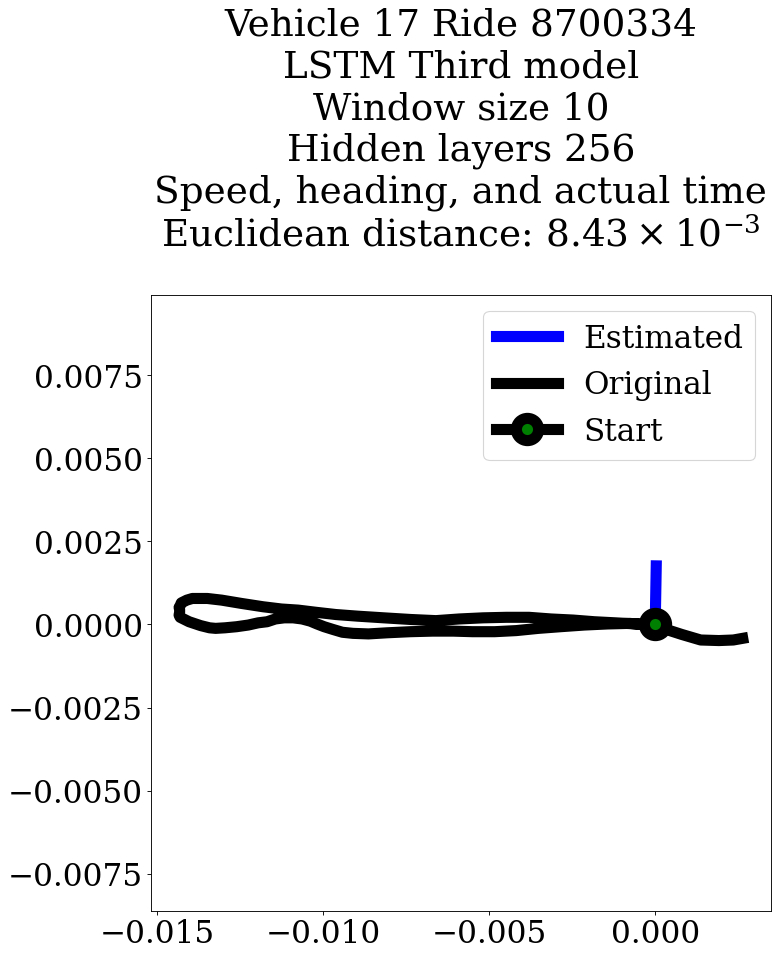 Vehicle 17 Ride 8700334
LSTM Third model
Window size 10
Hidden layers 256
Speed, heading, and actual time
Euclidean distance: 8.43 × 10⁻³
Estimated
Original
Start
0.0075
0.0050
0.0025
0.0000
−0.0025
−0.0050
−0.0075
−0.015 −0.010 −0.005 0.000